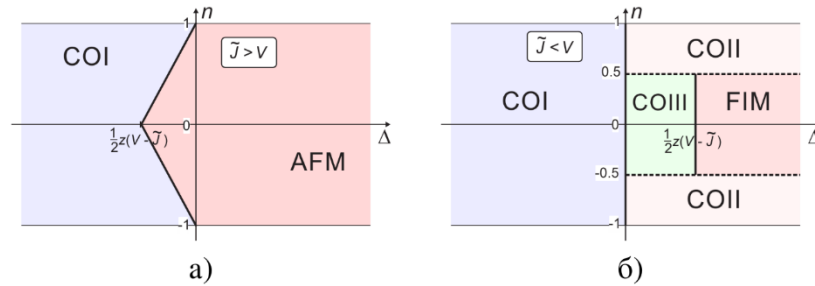 n
1
COI
J̃ > V
0
½z(V - J̃)
Δ
AFM
-1
а)
n
1
J̃ < V
COII
0.5
COI
COIII
FIM
0
½z(V - J̃)
Δ
-0.5
COII
-1
б)